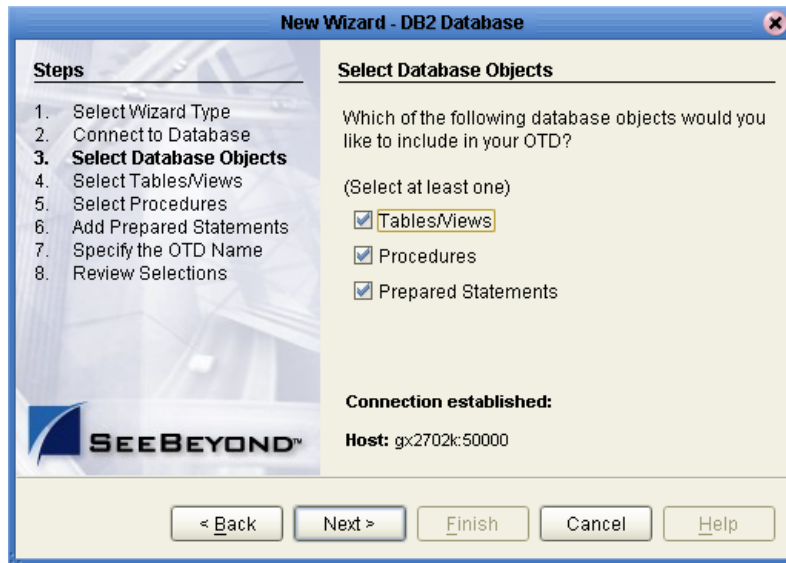 New Wizard - DB2 Database
Steps
1. Select Wizard Type
2. Connect to Database
3. Select Database Objects
4. Select Tables/Views
5. Select Procedures
6. Add Prepared Statements
7. Specify the OTD Name
8. Review Selections
SEEBEYOND™
Select Database Objects
Which of the following database objects would you
like to include in your OTD?
(Select at least one)
Tables/Views
Procedures
Prepared Statements
Connection established:
Host: gx2702k:50000
< Back
Next >
Finish
Cancel
Help